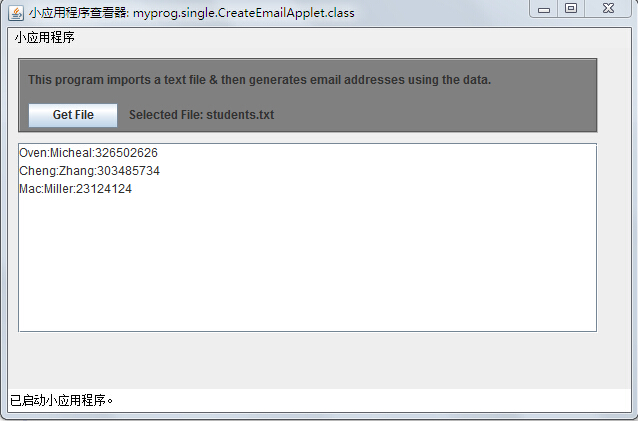 小应用程序查看器: myprog.single.CreateEmailApplet.class
小应用程序
This program imports a text file & then generates email addresses using the data.
Get File Selected File: students.txt
Oven:Micheal:326502626
Cheng:Zhang:303485734
Mac:Miller:23124124
已启动小应用程序。